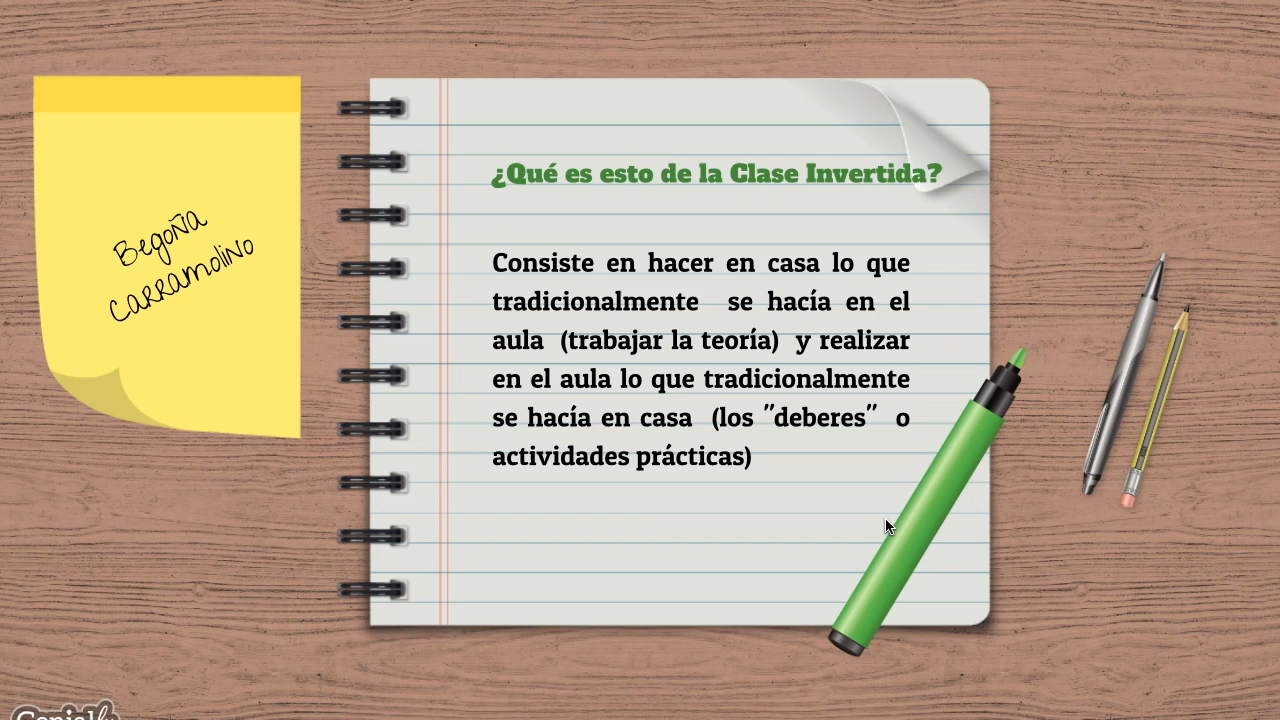 Begoña
Carramolino
¿Qué es esto de la Clase Invertida?
Consiste en hacer en casa lo que
tradicionalmente se hacía en el
aula (trabajar la teoría) y realizar
en el aula lo que tradicionalmente
se hacía en casa (los "deberes" o
actividades prácticas)
Genially